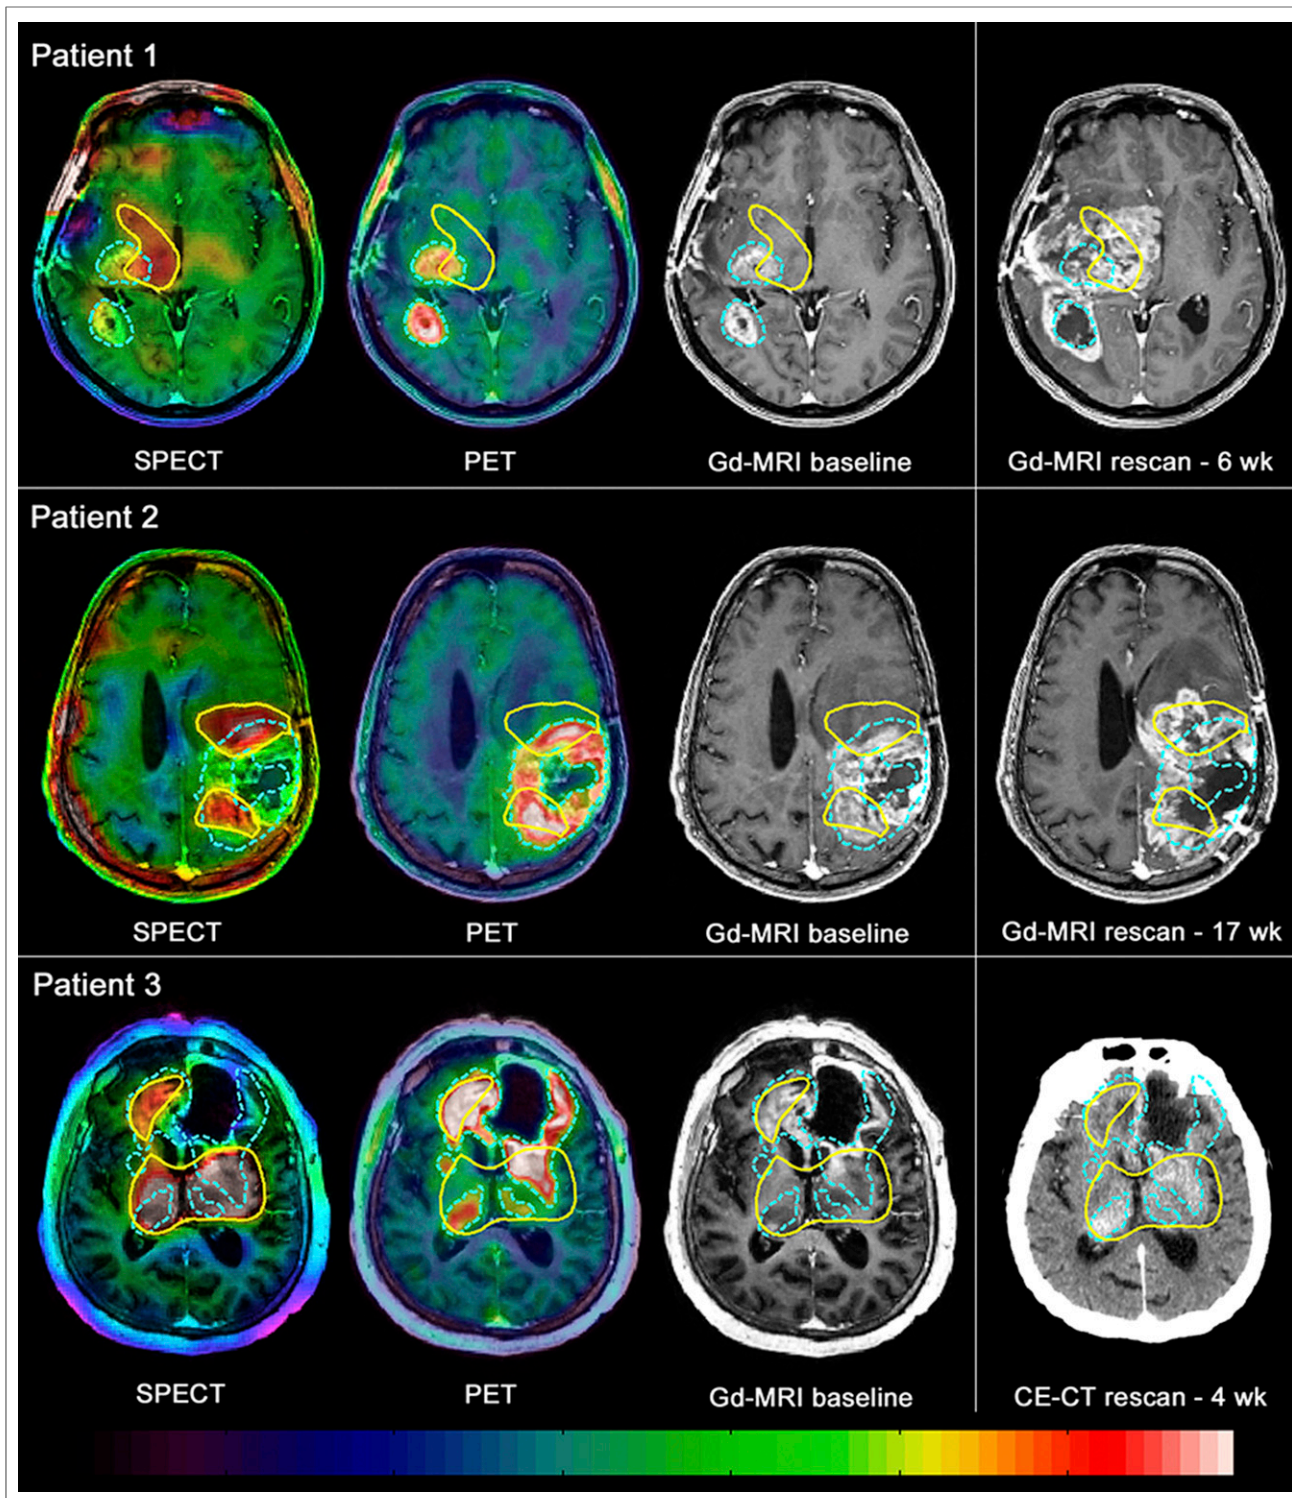 Patient 1
SPECT
PET
Gd-MRI baseline
Gd-MRI rescan - 6 wk
Patient 2
SPECT
PET
Gd-MRI baseline
Gd-MRI rescan - 17 wk
Patient 3
SPECT
PET
Gd-MRI baseline
CE-CT rescan - 4 wk